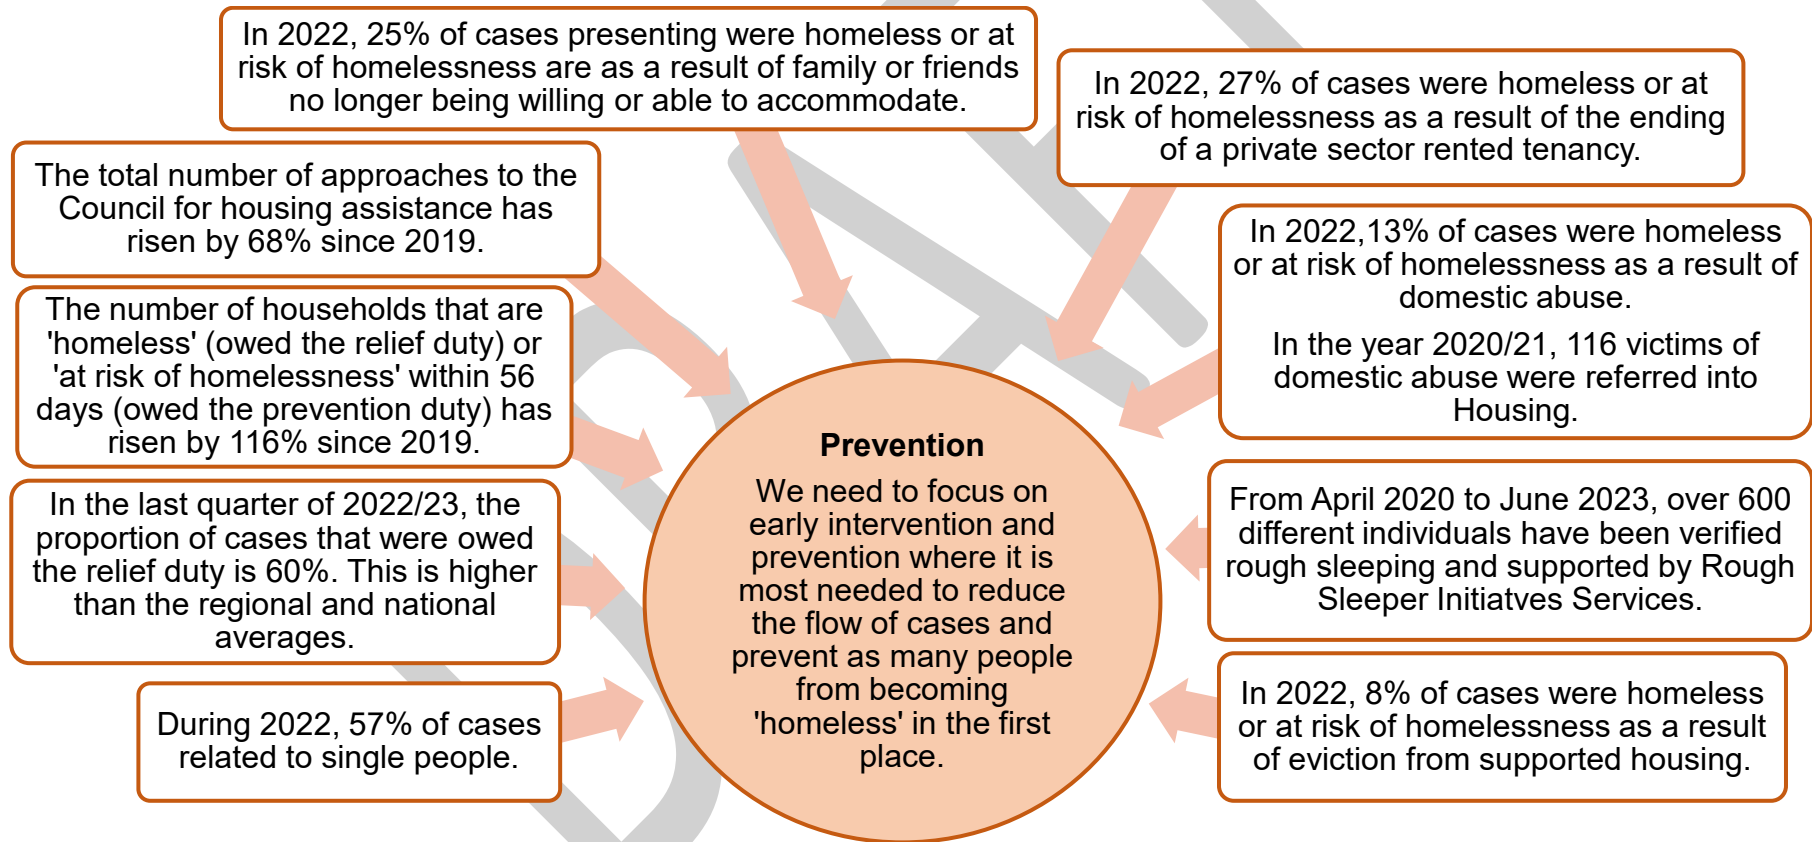 In 2022, 25% of cases presenting were homeless or at
risk of homelessness are as a result of family or friends
no longer being willing or able to accommodate.
In 2022, 27% of cases were homeless or at
risk of homelessness as a result of the ending
of a private sector rented tenancy.
The total number of approaches to the
Council for housing assistance has
risen by 68% since 2019.
In 2022,13% of cases were homeless
or at risk of homelessness as a result of
domestic abuse.
In the year 2020/21, 116 victims of
domestic abuse were referred into
Housing.
The number of households that are
'homeless' (owed the relief duty) or
'at risk of homelessness' within 56
days (owed the prevention duty) has
risen by 116% since 2019.
Prevention
We need to focus on
early intervention and
prevention where it is
most needed to reduce
the flow of cases and
prevent as many people
from becoming
'homeless' in the first
place.
In the last quarter of 2022/23, the
proportion of cases that were owed
the relief duty is 60%. This is higher
than the regional and national
averages.
From April 2020 to June 2023, over 600
different individuals have been verified
rough sleeping and supported by Rough
Sleeper Initiatves Services.
During 2022, 57% of cases
related to single people.
In 2022, 8% of cases were homeless
or at risk of homelessness as a result
of eviction from supported housing.